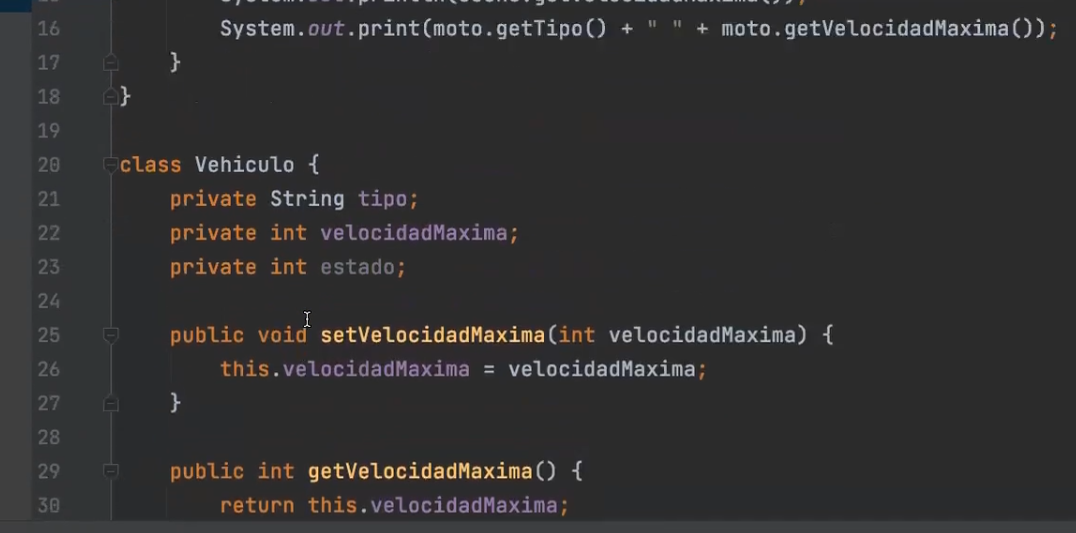 16 System.out.print(moto.getTipo() + " " + moto.getVelocidadMaxima());
17 }
18 }
19
20 class Vehiculo {
21 private String tipo;
22 private int velocidadMaxima;
23 private int estado;
24
25 public void setVelocidadMaxima(int velocidadMaxima) {
26 this.velocidadMaxima = velocidadMaxima;
27 }
28
29 public int getVelocidadMaxima() {
30 return this.velocidadMaxima;